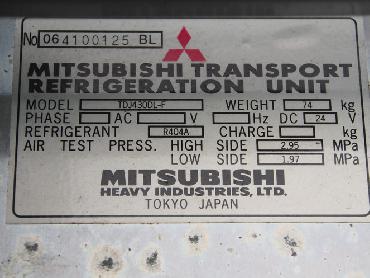 No 064100125 BL
MITSUBISHI TRANSPORT
REFRIGERATION UNIT
MODEL TDJ430DL-F WEIGHT 74 kg
PHASE AC V Hz DC 24 V
REFRIGERANT R404A CHARGE kg
AIR TEST PRESS. HIGH SIDE 2.95 MPa
LOW SIDE 1.97 MPa
MITSUBISHI
HEAVY INDUSTRIES, LTD.
TOKYO JAPAN